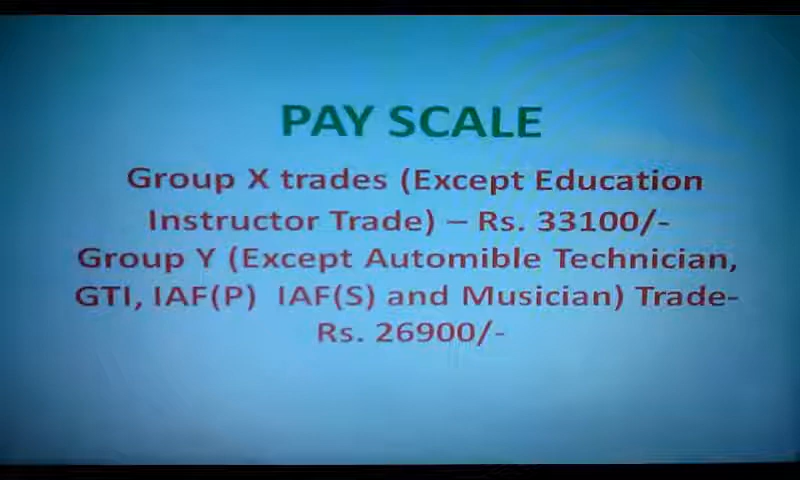 PAY SCALE
Group X trades (Except Education
Instructor Trade) – Rs. 33100/-
Group Y (Except Automible Technician,
GTI, IAF(P) IAF(S) and Musician) Trade-
Rs. 26900/-